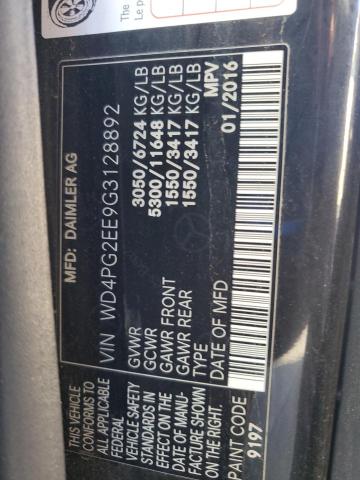 The a
Le p
MFD: DAIMLER AG
VIN WD4PG2EE9G3128892
GVWR 3050/6724 KG/LB
GCWR 5300/11648 KG/LB
GAWR FRONT 1550/3417 KG/LB
GAWR REAR 1550/3417 KG/LB
TYPE MPV
DATE OF MFD 01/2016
THIS VEHICLE
CONFORMS TO
ALL APPLICABLE
FEDERAL
VEHICLE SAFETY
STANDARDS IN
EFFECT ON THE
DATE OF MANU-
FACTURE SHOWN
ON THE RIGHT.
PAINT CODE
9197